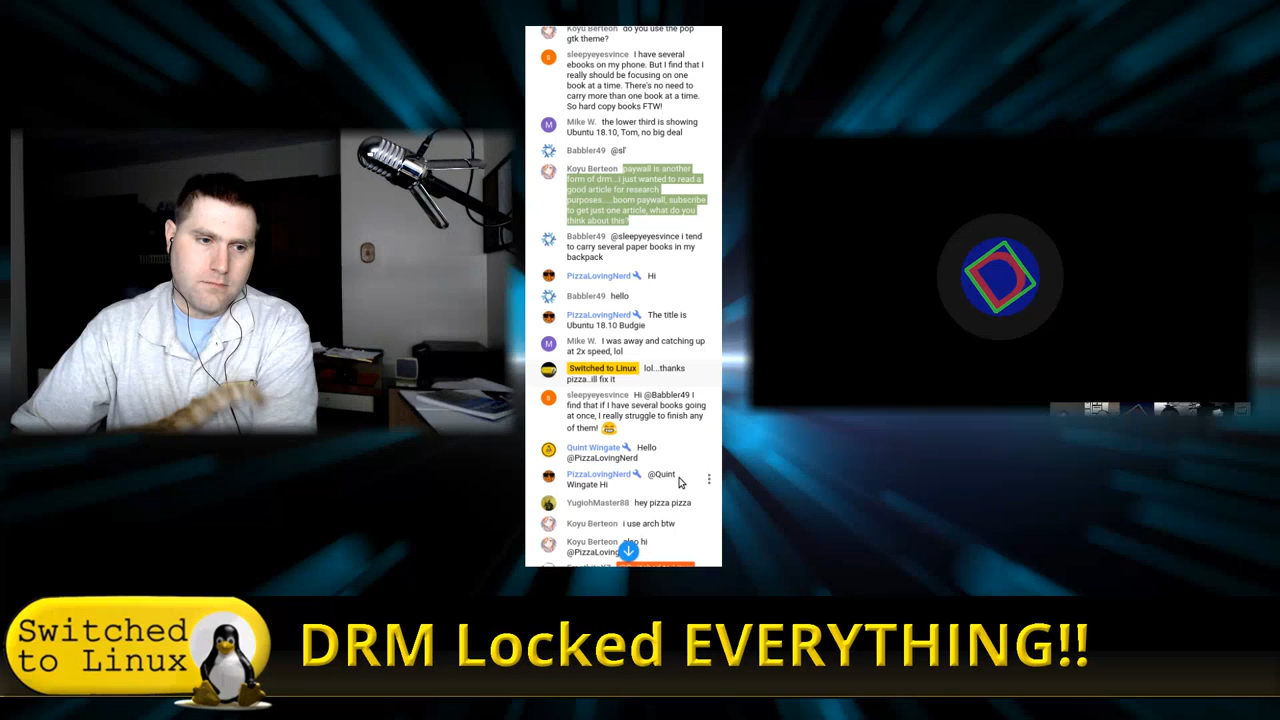 Koyu Berteon do you use the pop
gtk theme?
sleepyeyesvince I have several
ebooks on my phone. But I find that I
really should be focusing on one
book at a time. There's no need to
carry more than one book at a time.
So hard copy books FTW!
M
Mike W. the lower third is showing
Ubuntu 18.10, Tom, no big deal
Babbler49 @sl'
Koyu Berteon paywall is another
form of drm...i just wanted to read a
good article for research
purposes.....boom paywall, subscribe
to get just one article, what do you
think about this?
Babbler49 @sleepyeyesvince i tend
to carry several paper books in my
backpack
PizzaLovingNerd Hi
Babbler49 hello
PizzaLovingNerd The title is
Ubuntu 18.10 Budgie
M
Mike W. I was away and catching up
at 2x speed, lol
Switched to Linux lol...thanks
pizza..ill fix it
sleepyeyesvince Hi @Babbler49 I
find that if I have several books going
at once, I really struggle to finish any
of them! 😂
Quint Wingate Hello
@PizzaLovingNerd
PizzaLovingNerd @Quint
Wingate Hi
YugiohMaster88 hey pizza pizza
Koyu Berteon i use arch btw
Koyu Berteon also hi
@PizzaLoving
D
Switched
to Linux
DRM Locked EVERYTHING!!